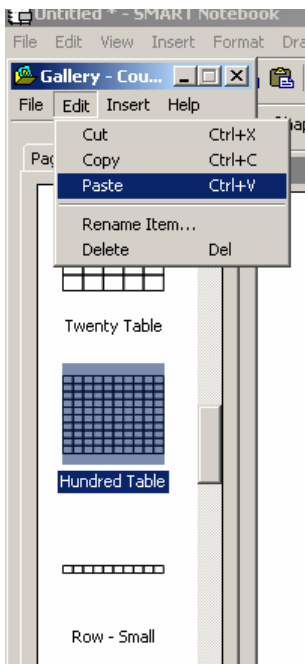 Untitled * - SMART Notebook
File Edit View Insert Format Dra
Gallery - Cou...
File Edit Insert Help
Cut Ctrl+X
Copy Ctrl+C
Paste Ctrl+V
Rename Item...
Delete Del
Twenty Table
Hundred Table
Row - Small